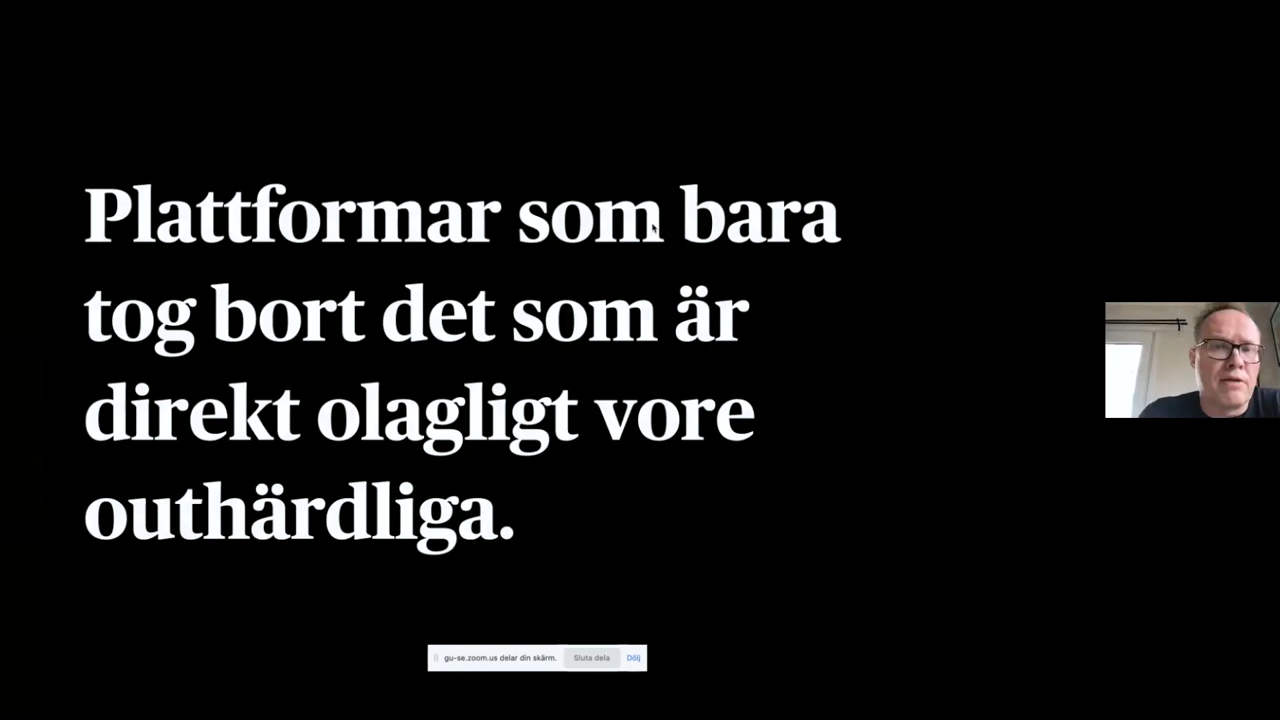 Plattformar som bara
tog bort det som är
direkt olagligt vore
outhärdliga.
gu-se.zoom.us delar din skärm. Sluta dela Dölj